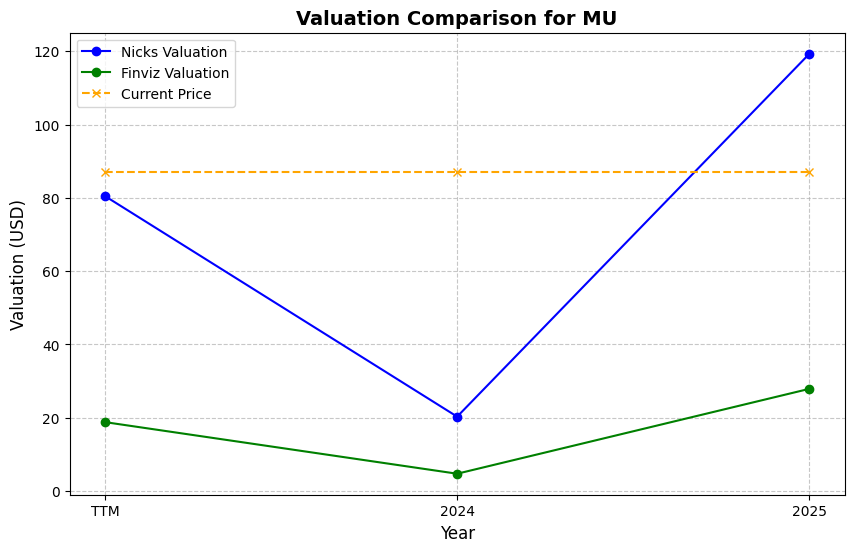 Valuation Comparison for MU
Nicks Valuation
Finviz Valuation
Current Price
Valuation (USD)
120
100
80
60
40
20
0
TTM
2024
2025
Year